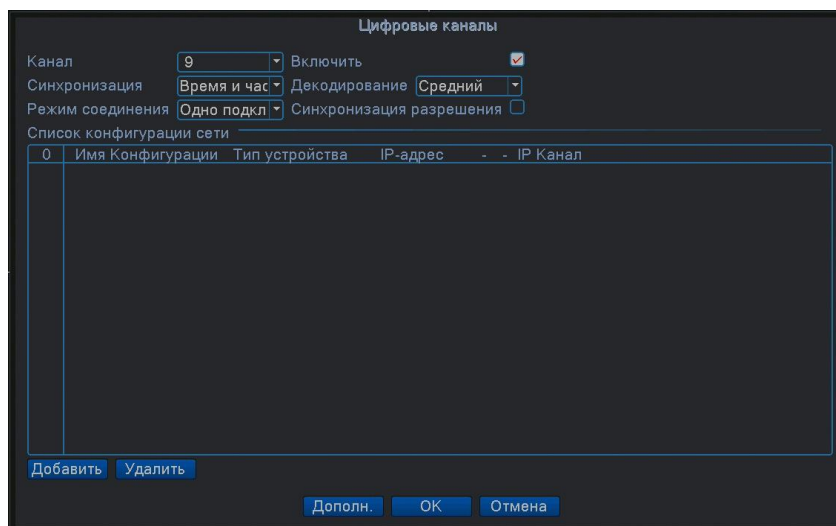 Цифровые каналы
Канал 9 Включить
Синхронизация Время и час Декодирование Средний
Режим соединения Одно подкл Синхронизация разрешения
Список конфигурации сети
0 Имя Конфигурации Тип устройства IP-адрес - - IP Канал
Добавить Удалить
Дополн. OK Отмена